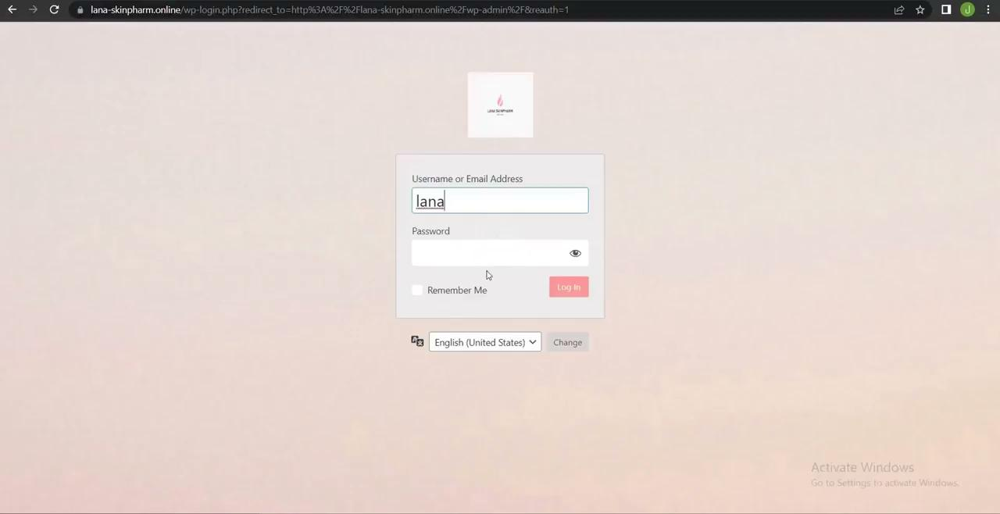 lana-skinpharm.online/wp-login.php?redirect_to=http%3A%2F%2Flana-skinpharm.online%2Fwp-admin%2F&reauth=1
J
LANA SKINPHARM
Username or Email Address
lana
Password
Remember Me
Log In
English (United States)
Change
Activate Windows
Go to Settings to activate Windows.